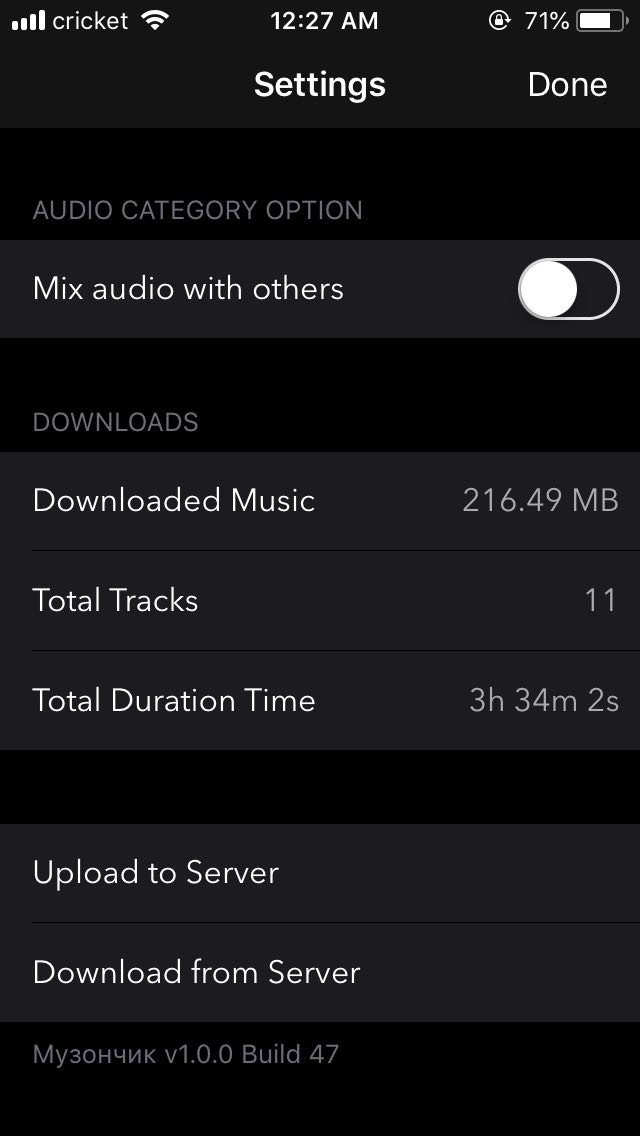 cricket 12:27 AM 71%
Settings Done
AUDIO CATEGORY OPTION
Mix audio with others
DOWNLOADS
Downloaded Music 216.49 MB
Total Tracks 11
Total Duration Time 3h 34m 2s
Upload to Server
Download from Server
Музончик v1.0.0 Build 47